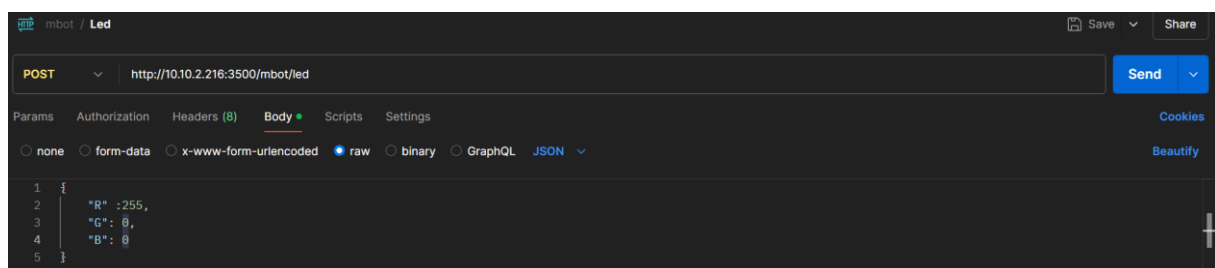 HTTP mbot / Led Save Share
POST http://10.10.2.216:3500/mbot/led Send
Params Authorization Headers (8) Body Scripts Settings Cookies
none form-data x-www-form-urlencoded raw binary GraphQL JSON Beautify
1 {
2 "R" :255,
3 "G": 0,
4 "B": 0
5 }